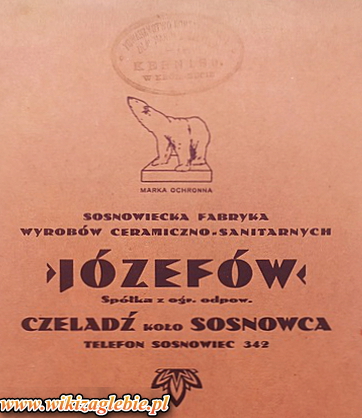 MARKA OCHRONNA
SOSNOWIECKA FABRYKA
WYROBÓW CERAMICZNO-SANITARNYCH
›JÓZEFÓW‹
Spółka z ogr. odpow.
CZELADŹ KOŁO SOSNOWCA
TELEFON SOSNOWIEC 342
www.wikizaglebie.pl